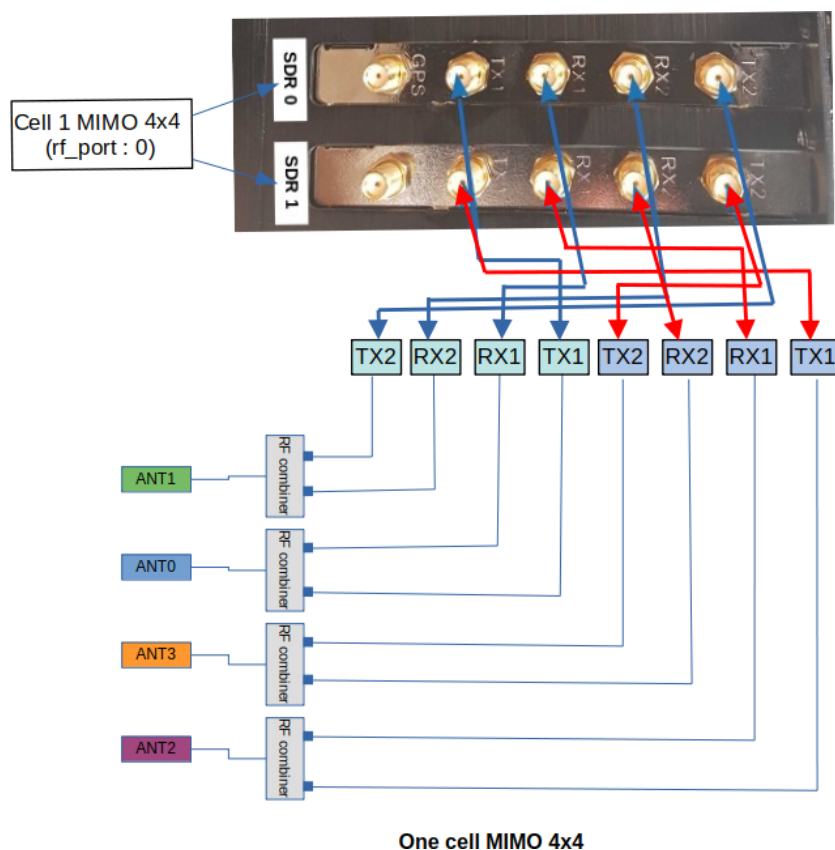 SDR 0
GPS
TX1
RX1
RX2
TX2
Cell 1 MIMO 4x4
(rf_port : 0)
SDR 1
RX1
TX2
TX2
RX2
RX1
TX1
TX2
RX2
RX1
TX1
RF combiner
ANT1
RF combiner
ANT0
RF combiner
ANT3
RF combiner
ANT2
One cell MIMO 4x4